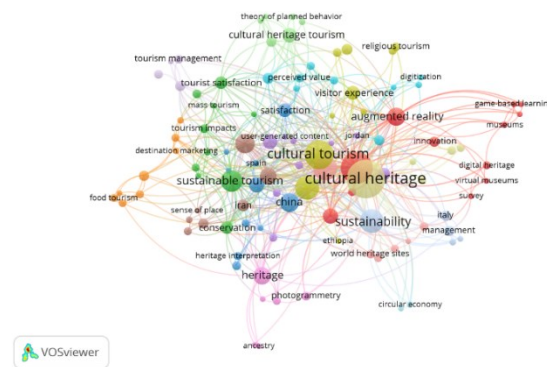 theory of planned behavior
cultural heritage tourism
religious tourism
tourism management
perceived value
digitization
tourist satisfaction
visitor experience
mass tourism
satisfaction
augmented reality
game-based learning
museums
tourism impacts
user-generated content
jordan
innovation
destination marketing
cultural tourism
spain
digital heritage
sustainable tourism
cultural heritage
virtual museums
food tourism
iran
china
survey
sense of place
sustainability
italy
conservation
management
ethiopia
heritage interpretation
world heritage sites
heritage
photogrammetry
circular economy
ancestry
VOSviewer